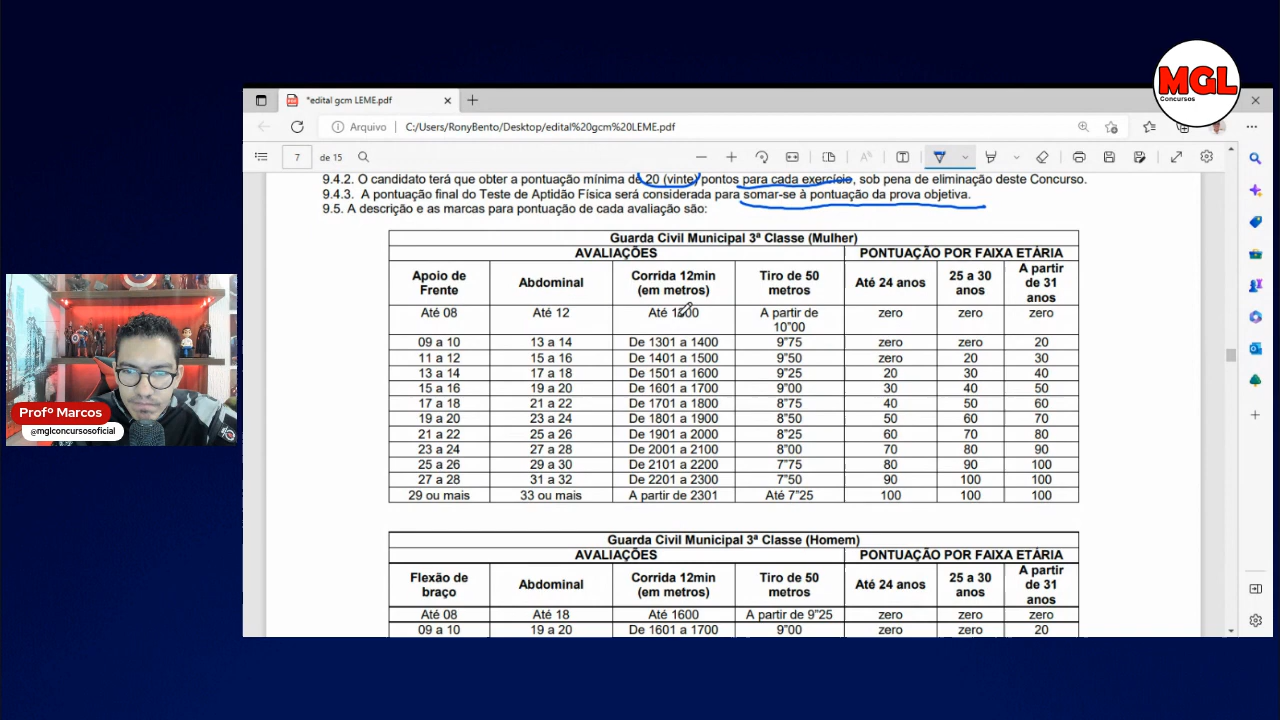 MGL
Concursos
*edital gcm LEME.pdf
Arquivo
C:/Users/RonyBento/Desktop/edital%20gcm%20LEME.pdf
7 de 15
9.4.2. O candidato terá que obter a pontuação mínima de 20 (vinte) pontos para cada exercício, sob pena de eliminação deste Concurso.
9.4.3. A pontuação final do Teste de Aptidão Física será considerada para somar-se à pontuação da prova objetiva.
9.5. A descrição e as marcas para pontuação de cada avaliação são:
Guarda Civil Municipal 3ª Classe (Mulher)
AVALIAÇÕES PONTUAÇÃO POR FAIXA ETÁRIA
Apoio de Frente Abdominal Corrida 12min (em metros) Tiro de 50 metros Até 24 anos 25 a 30 anos A partir de 31 anos
Até 08 Até 12 Até 1300 A partir de 10"00 zero zero zero
09 a 10 13 a 14 De 1301 a 1400 9"75 zero zero 20
11 a 12 15 a 16 De 1401 a 1500 9"50 zero 20 30
13 a 14 17 a 18 De 1501 a 1600 9"25 20 30 40
15 a 16 19 a 20 De 1601 a 1700 9"00 30 40 50
17 a 18 21 a 22 De 1701 a 1800 8"75 40 50 60
19 a 20 23 a 24 De 1801 a 1900 8"50 50 60 70
21 a 22 25 a 26 De 1901 a 2000 8"25 60 70 80
23 a 24 27 a 28 De 2001 a 2100 8"00 70 80 90
25 a 26 29 a 30 De 2101 a 2200 7"75 80 90 100
27 a 28 31 a 32 De 2201 a 2300 7"50 90 100 100
29 ou mais 33 ou mais A partir de 2301 Até 7"25 100 100 100
Guarda Civil Municipal 3ª Classe (Homem)
AVALIAÇÕES PONTUAÇÃO POR FAIXA ETÁRIA
Flexão de braço Abdominal Corrida 12min (em metros) Tiro de 50 metros Até 24 anos 25 a 30 anos A partir de 31 anos
Até 08 Até 18 Até 1600 A partir de 9"25 zero zero zero
09 a 10 19 a 20 De 1601 a 1700 9"00 zero zero 20
Profº Marcos
@mglconcursosoficial